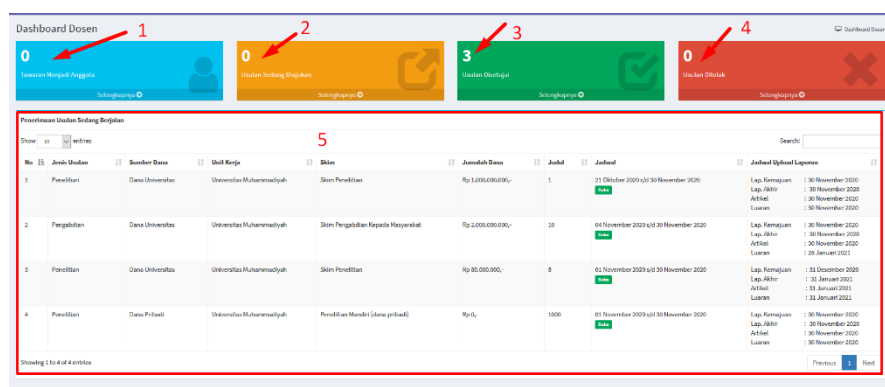 Dashboard Dosen
1
2
3
4
Dashboard Dosen
0
Tawaran Menjadi Anggota
Selengkapnya
0
Usulan Sedang Diajukan
Selengkapnya
3
Usulan Disetujui
Selengkapnya
0
Usulan Ditolak
Selengkapnya
Penerimaan Usulan Sedang Berjalan
5
Show 10 entries
Search:
No Jenis Usulan Sumber Dana Unit Kerja Skim Jumalah Dana Judul Jadwal Jadwal Upload Laporan
1 Penelitian Dana Universitas Universitas Muhammadiyah Skim Penelitian Rp 1.000.000.000,- 1 21 Oktober 2020 s/d 30 November 2020
Buka
Lap. Kemajuan : 30 November 2020
Lap. Akhir : 30 November 2020
Artikel : 30 November 2020
Luaran : 30 November 2020
2 Pengabdian Dana Universitas Universitas Muhammadiyah Skim Pengabdian Kepada Masyarakat Rp 2.000.000.000,- 10 04 November 2020 s/d 30 November 2020
Buka
Lap. Kemajuan : 30 November 2020
Lap. Akhir : 30 November 2020
Artikel : 30 November 2020
Luaran : 28 Januari 2021
3 Penelitian Dana Universitas Universitas Muhammadiyah Skim Penelitian Rp 80.000.000,- 8 01 November 2020 s/d 30 November 2020
Buka
Lap. Kemajuan : 31 Desember 2020
Lap. Akhir : 31 Januari 2021
Artikel : 31 Januari 2021
Luaran : 31 Januari 2021
4 Penelitian Dana Pribadi Universitas Muhammadiyah Penelitian Mandiri (dana pribadi) Rp 0,- 1000 01 November 2020 s/d 30 November 2020
Buka
Lap. Kemajuan : 30 November 2020
Lap. Akhir : 30 November 2020
Artikel : 30 November 2020
Luaran : 30 November 2020
Showing 1 to 4 of 4 entries
Previous 1 Next